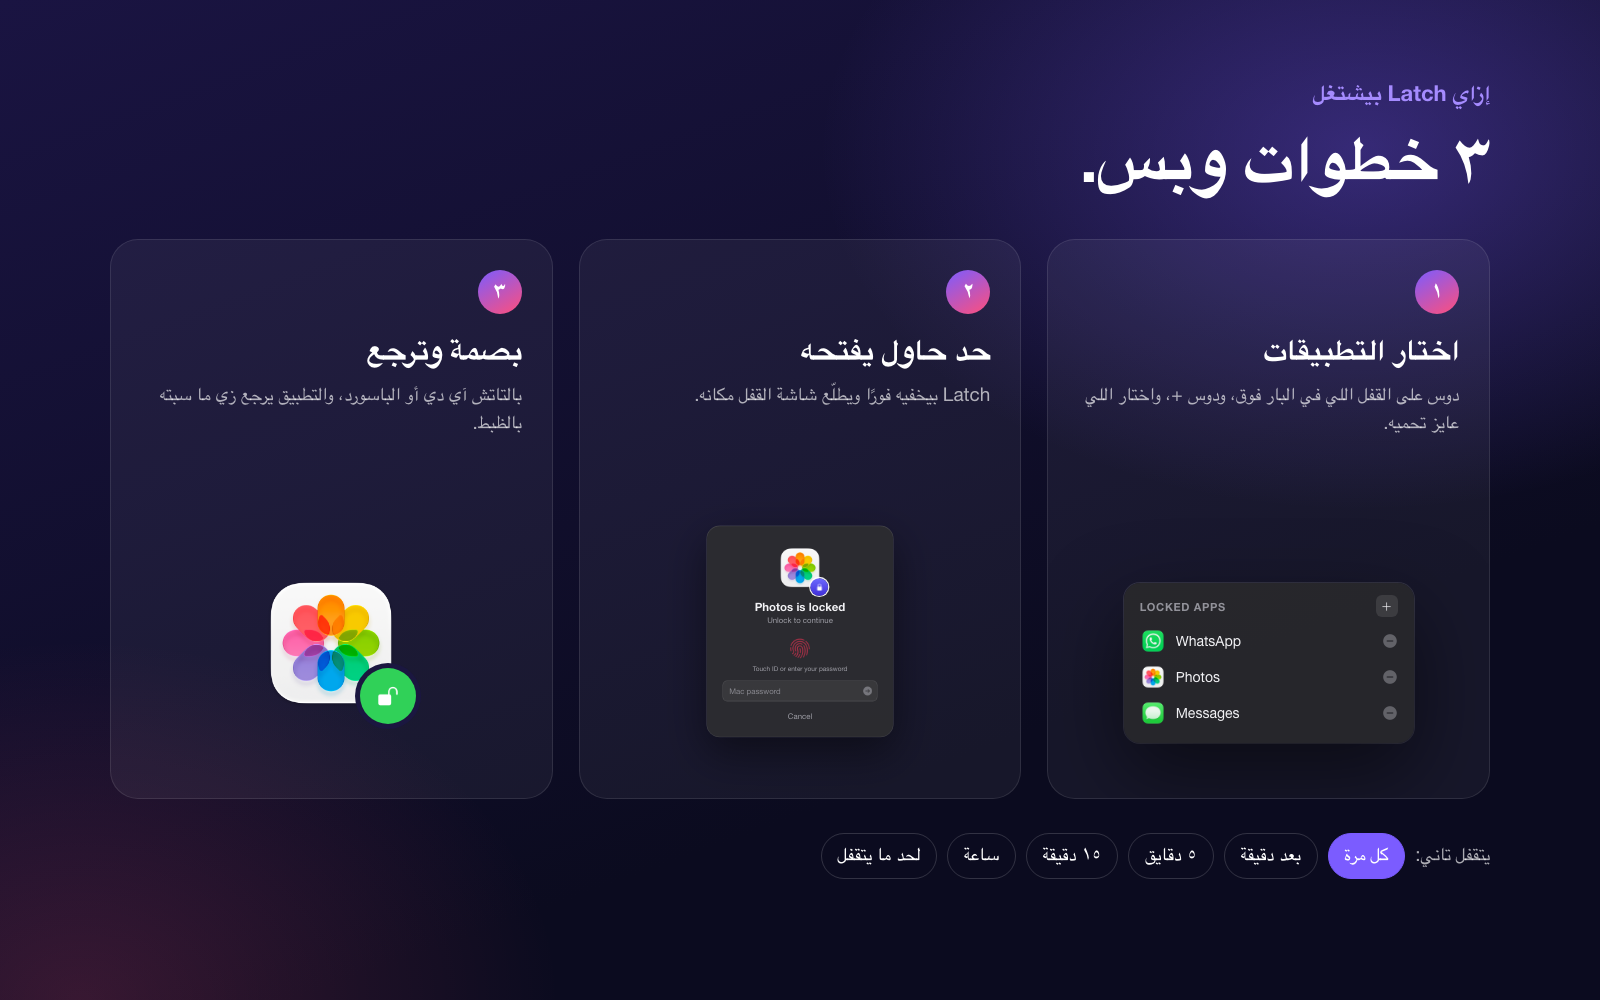 إزاي Latch بيشتغل
٣ خطوات وبس.
١
اختار التطبيقات
دوس على القفل اللي في البار فوق، ودوس +، واختار اللي
عايز تحميه.
LOCKED APPS
+
WhatsApp
Photos
Messages
٢
حد حاول يفتحه
Latch بيخفيه فورًا ويطلّع شاشة القفل مكانه.
Photos is locked
Unlock to continue
Touch ID or enter your password
Mac password
Cancel
٣
بصمة وترجع
بالتاتش آي دي أو الباسورد، والتطبيق يرجع زي ما سبته
بالظبط.
يتقفل تاني: كل مرة بعد دقيقة ٥ دقايق ١٥ دقيقة ساعة لحد ما يتقفل